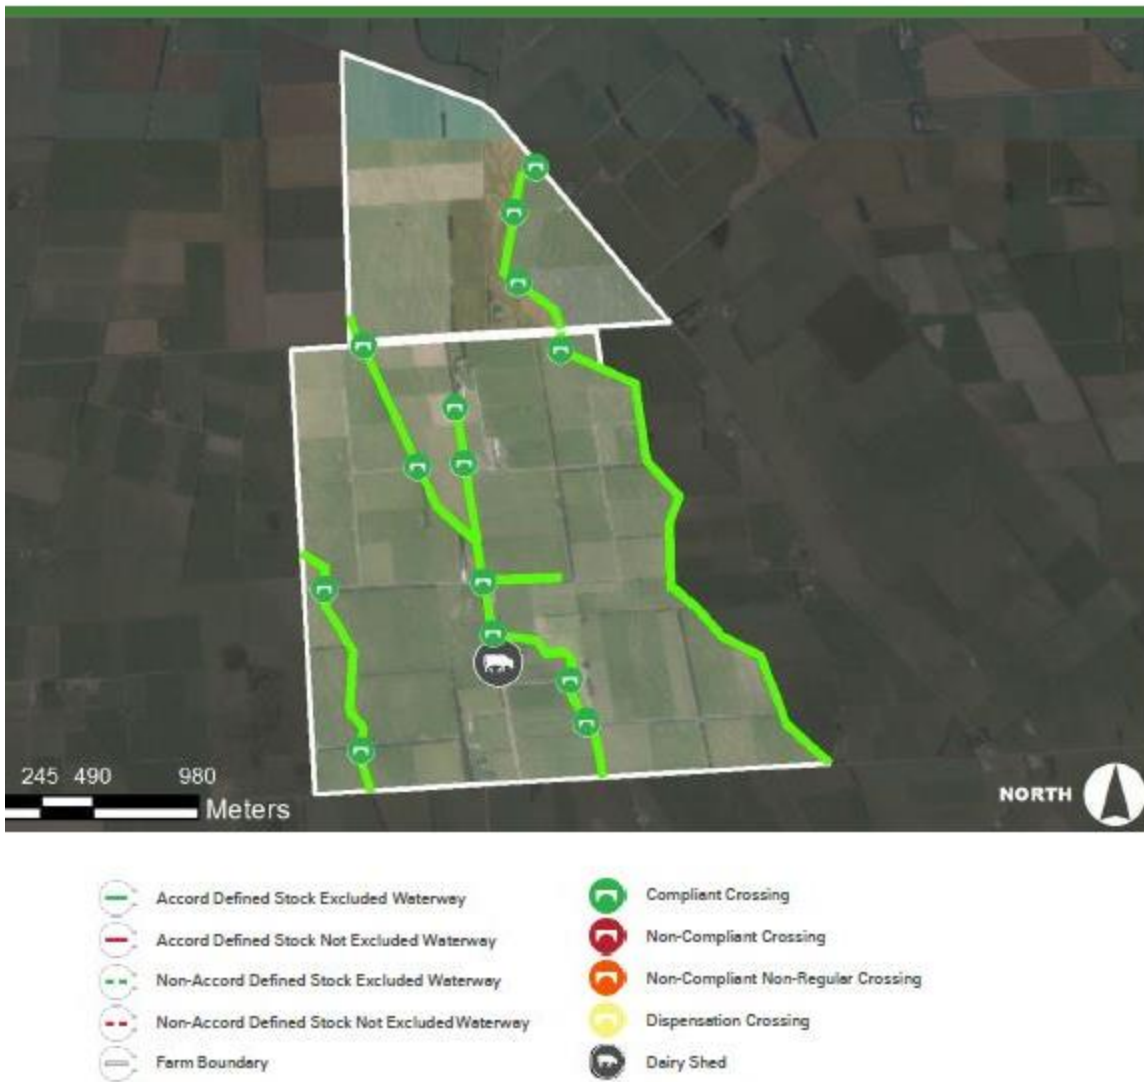 245 490 980
Meters
NORTH
Accord Defined Stock Excluded Waterway
Accord Defined Stock Not Excluded Waterway
Non-Accord Defined Stock Excluded Waterway
Non-Accord Defined Stock Not Excluded Waterway
Farm Boundary
Compliant Crossing
Non-Compliant Crossing
Non-Compliant Non-Regular Crossing
Dispensation Crossing
Dairy Shed